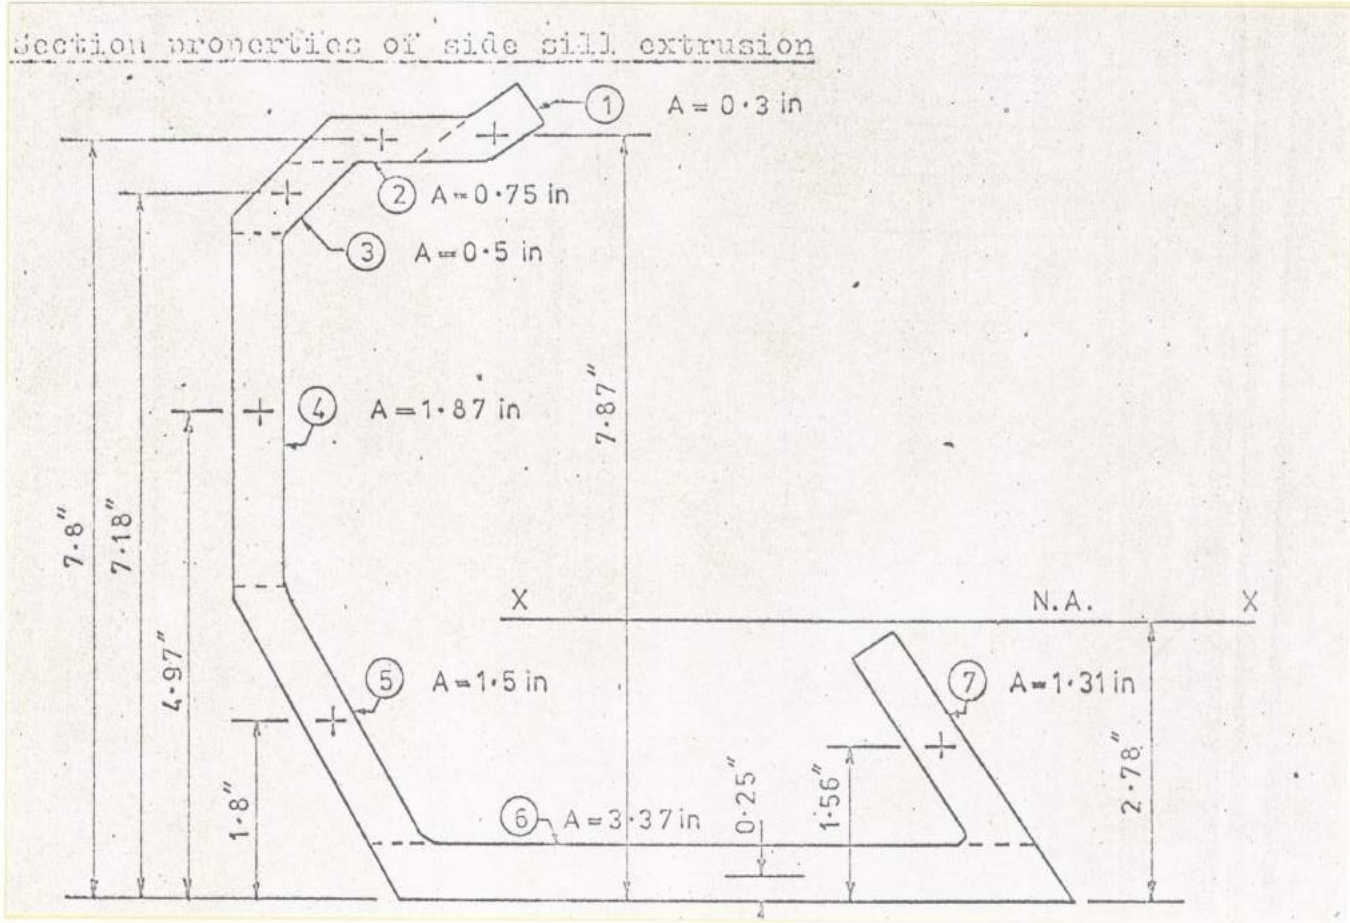 Section properties of side sill extrusion
1 A = 0·3 in
2 A = 0·75 in
3 A = 0·5 in
4 A = 1·87 in
7·8"
7·18"
4·97"
7·87"
X N.A. X
5 A = 1·5 in
7 A = 1·31 in
1·8"
6 A = 3·37 in
0·25"
1·56"
2·78"